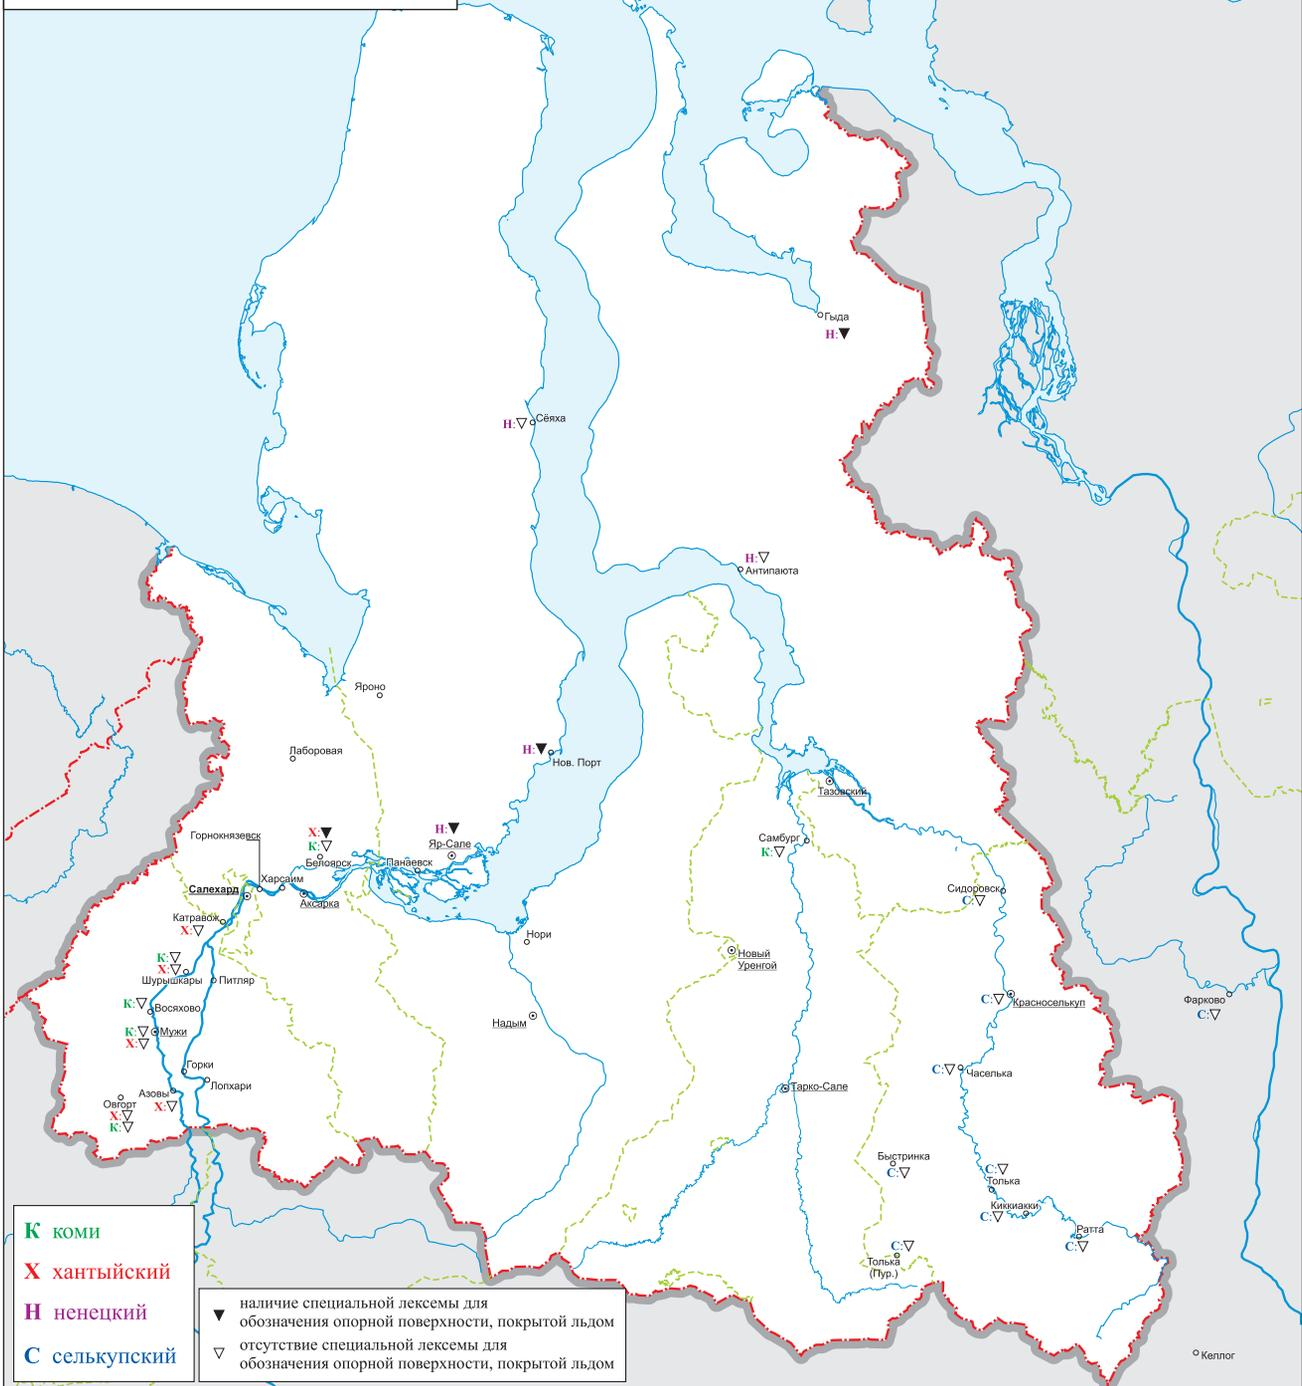 Гыда
Н:
Сёяха
Н:
Н:
Антипаюта
Яроно
Н:
Нов. Порт
Лаборовая
Тазовский
Горнокнязевск
Х:
К:
Белоярск
Н:
Яр-Сале
Панаевск
Самбург
К:
Харсаим
Салехард
Аксарка
Сидоровск
С:
Катравож
Х:
Нори
Новый
Уренгой
К:
Х:
Шурышкары
Питляр
К:
Восяхово
Надым
С:
Красноселькуп
Фарково
С:
К:
Мужи
Х:
Горки
Лопхари
С:
Часелька
Тарко-Сале
Азовы
Х:
Овгорт
Х:
К:
Быстринка
С:
С:
Толька
Киккиакки
С:
Ратта
С:
С:
Толька
(Пур.)
Келлог
К коми
Х хантыйский
Н ненецкий
С селькупский
наличие специальной лексемы для
обозначения опорной поверхности, покрытой льдом
отсутствие специальной лексемы для
обозначения опорной поверхности, покрытой льдом